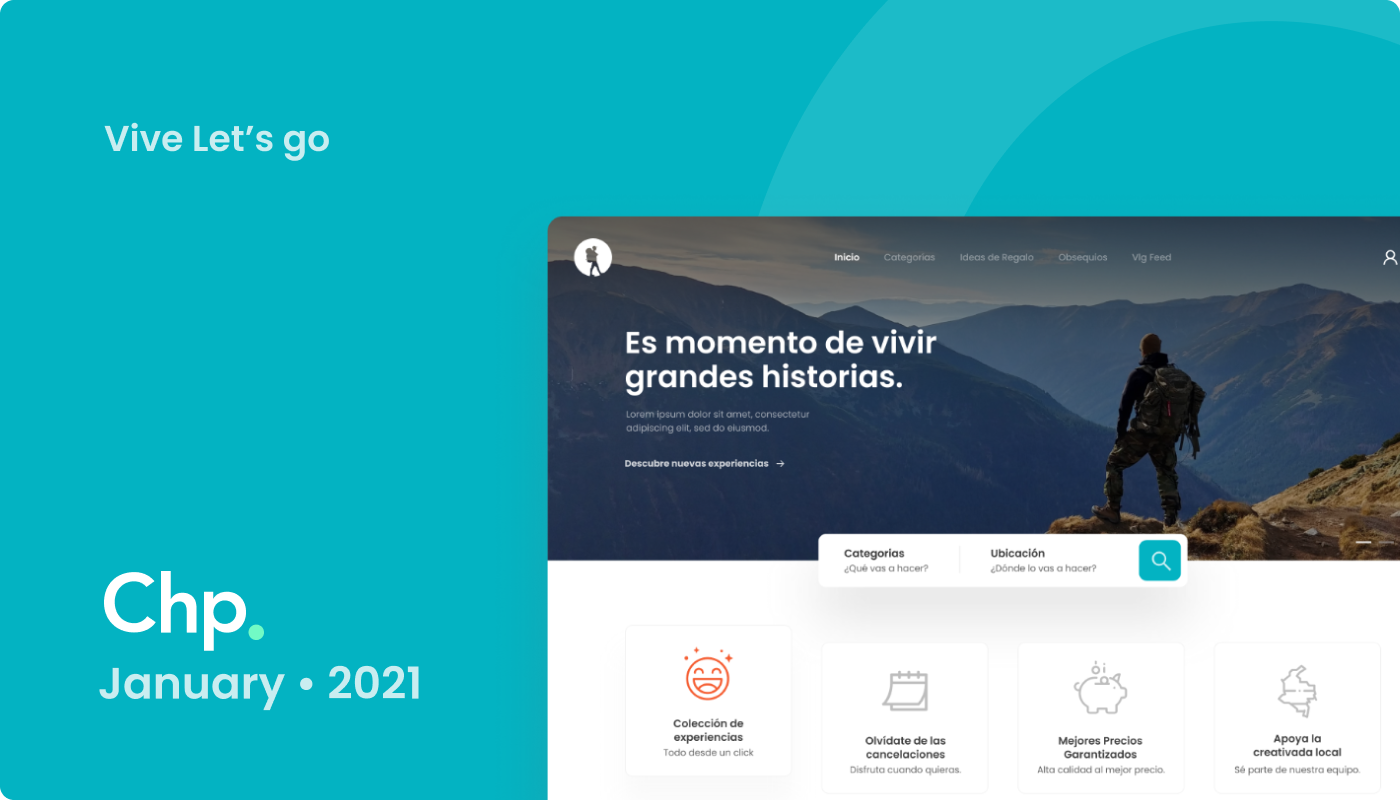 Vive Let’s go
Inicio Categorias Ideas de Regalo Obsequios Vig Feed
Es momento de vivir
grandes historias.
Lorem ipsum dolor sit amet, consectetur
adipiscing elit, sed do eiusmod.
Descubre nuevas experiencias →
Categorias
¿Qué vas a hacer?
Ubicación
¿Dónde lo vas a hacer?
Chp.
January • 2021
Colección de
experiencias
Todo desde un click
Olvídate de las
cancelaciones
Disfruta cuando quieras.
Mejores Precios
Garantizados
Alta calidad al mejor precio.
Apoya la
creativada local
Sé parte de nuestra equipo.